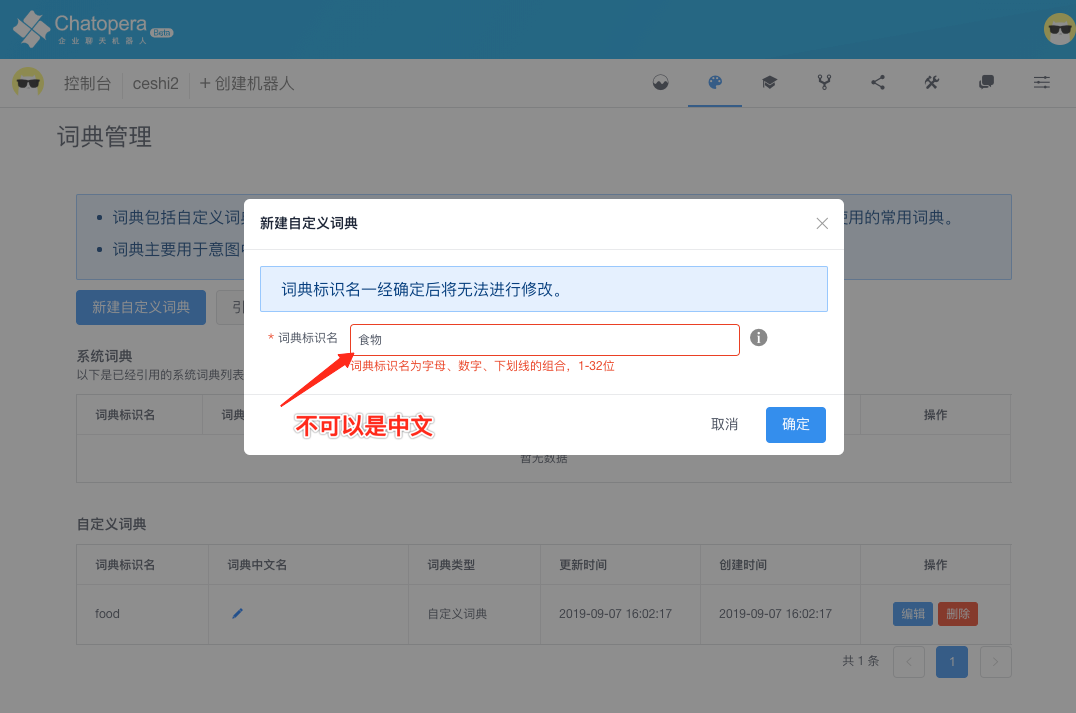 Chatopera Beta
企业聊天机器人
控制台
ceshi2
+ 创建机器人
词典管理
词典包括自定义词
使用的常用词典。
词典主要用于意图
新建自定义词典
引
系统词典
以下是已经引用的系统词典列表
词典标识名
词典
操作
暂无数据
新建自定义词典
词典标识名一经确定后将无法进行修改。
* 词典标识名
食物
词典标识名为字母、数字、下划线的组合，1-32位
不可以是中文
取消
确定
自定义词典
词典标识名
词典中文名
词典类型
更新时间
创建时间
操作
food
自定义词典
2019-09-07 16:02:17
2019-09-07 16:02:17
编辑
删除
共 1 条
1